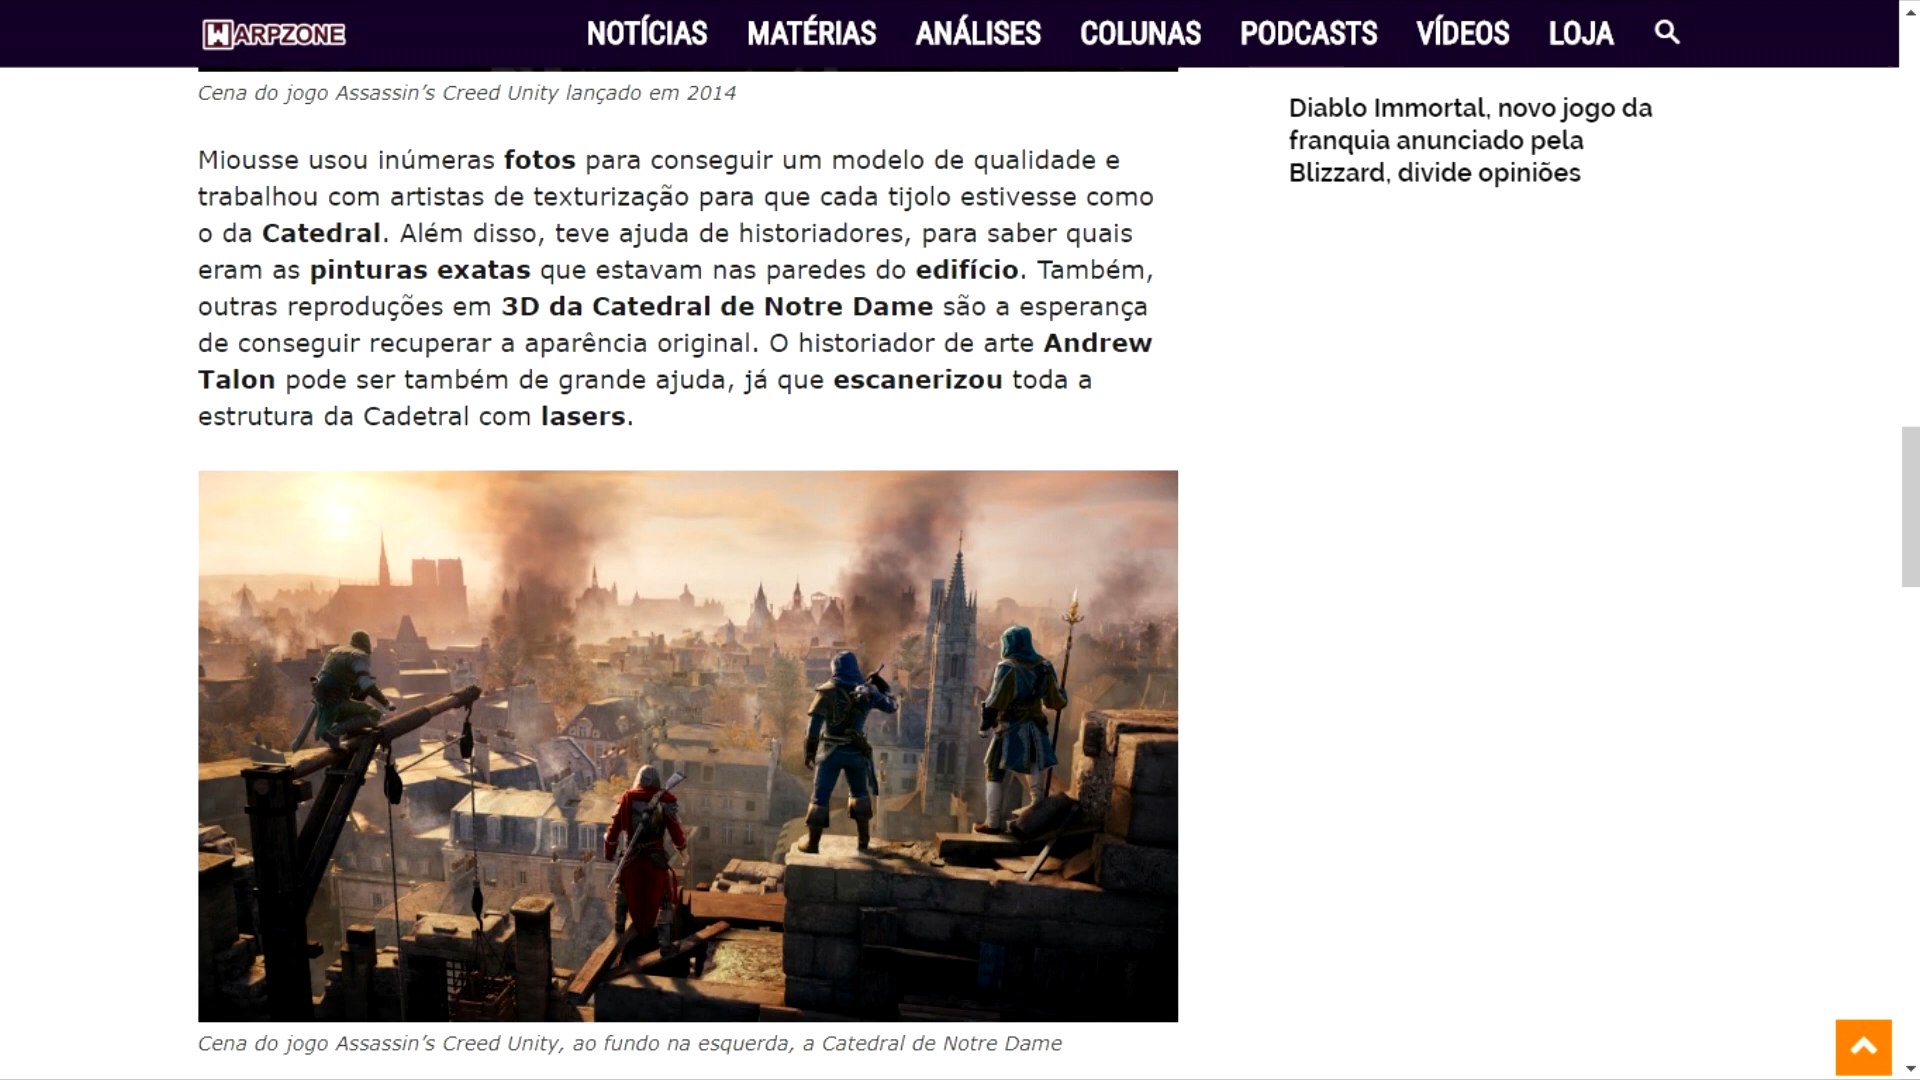 WARPZONE
NOTÍCIAS MATÉRIAS ANÁLISES COLUNAS PODCASTS VÍDEOS LOJA
Cena do jogo Assassin’s Creed Unity lançado em 2014
Miousse usou inúmeras fotos para conseguir um modelo de qualidade e
trabalhou com artistas de texturização para que cada tijolo estivesse como
o da Catedral. Além disso, teve ajuda de historiadores, para saber quais
eram as pinturas exatas que estavam nas paredes do edifício. Também,
outras reproduções em 3D da Catedral de Notre Dame são a esperança
de conseguir recuperar a aparência original. O historiador de arte Andrew
Talon pode ser também de grande ajuda, já que escanerizou toda a
estrutura da Cadetral com lasers.
Cena do jogo Assassin’s Creed Unity, ao fundo na esquerda, a Catedral de Notre Dame
Diablo Immortal, novo jogo da
franquia anunciado pela
Blizzard, divide opiniões